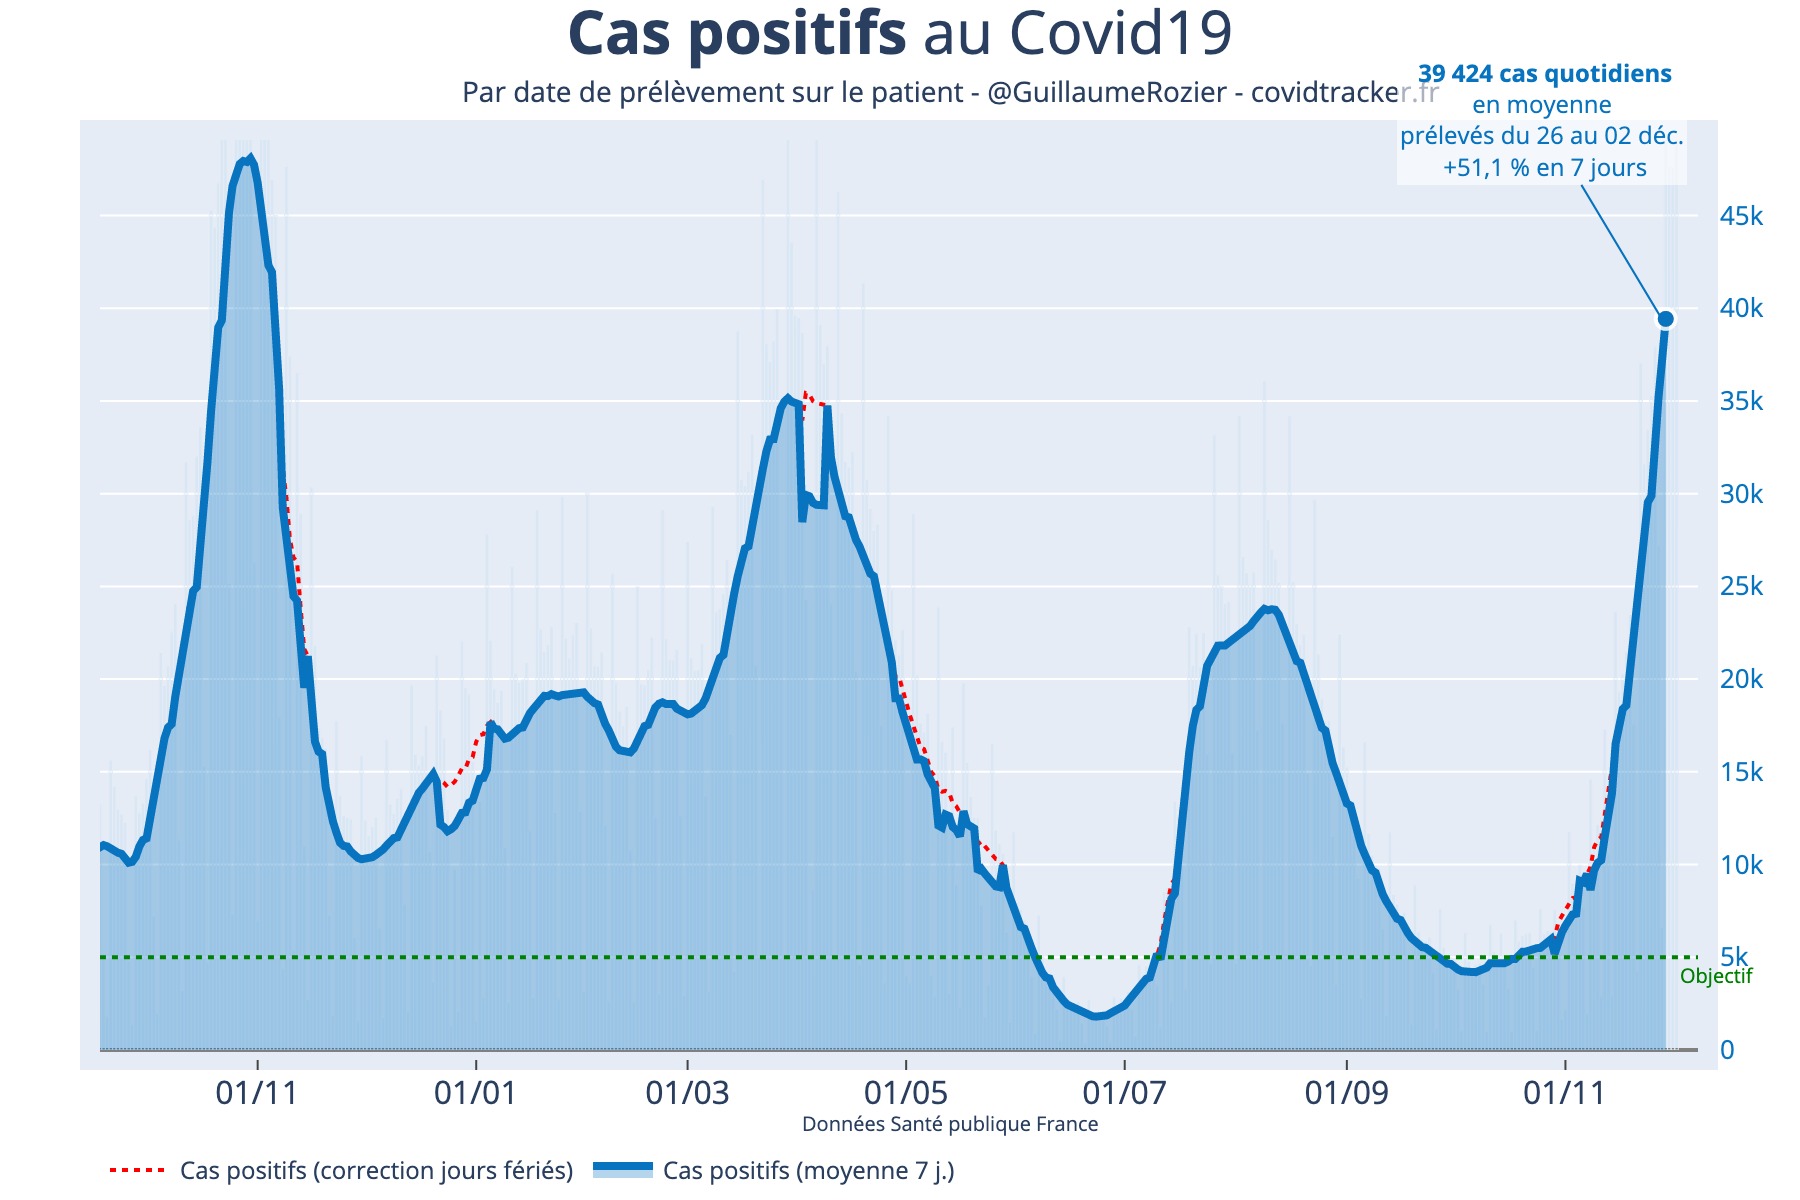 Cas positifs au Covid19
Par date de prélèvement sur le patient - @GuillaumeRozier - covidtracker.fr
39 424 cas quotidiens
en moyenne
prélevés du 26 au 02 déc.
+51,1 % en 7 jours
45k
40k
35k
30k
25k
20k
15k
10k
5k
Objectif
0
01/11 01/01 01/03 01/05 01/07 01/09 01/11
Données Santé publique France
Cas positifs (correction jours fériés) Cas positifs (moyenne 7 j.)